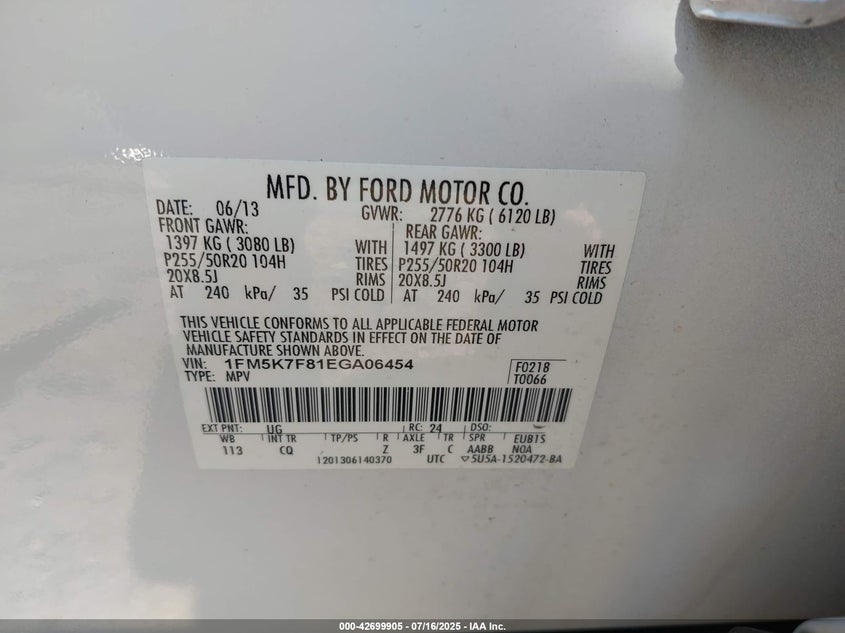 MFD. BY FORD MOTOR CO.
DATE: 06/13 GVWR: 2776 KG ( 6120 LB)
FRONT GAWR: REAR GAWR:
1397 KG ( 3080 LB) WITH 1497 KG ( 3300 LB) WITH
P255/50R20 104H TIRES P255/50R20 104H TIRES
20X8.5J RIMS 20X8.5J RIMS
AT 240 kPa/ 35 PSI COLD AT 240 kPa/ 35 PSI COLD
THIS VEHICLE CONFORMS TO ALL APPLICABLE FEDERAL MOTOR
VEHICLE SAFETY STANDARDS IN EFFECT ON THE DATE OF
MANUFACTURE SHOWN ABOVE.
VIN: 1FM5K7F81EGA06454 F0218
TYPE: MPV T0066
EXT PNT: UG RC: 24 DSO:
WB INT TR TP/PS R AXLE TR SPR EUB15
113 CQ Z 3F C AABB NOA
1201306140370 UTC ▽5U5A-1520472-BA
000-42699905 - 07/16/2025 - IAA Inc.